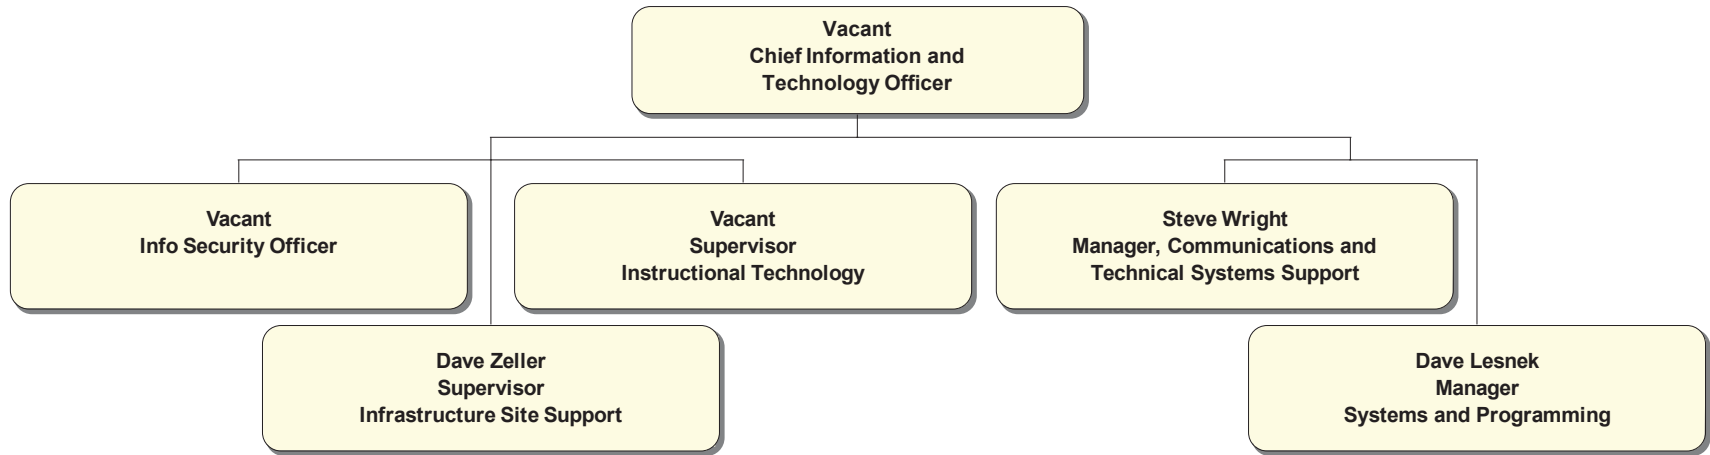 Vacant
Chief Information and
Technology Officer
Vacant
Info Security Officer
Vacant
Supervisor
Instructional Technology
Steve Wright
Manager, Communications and
Technical Systems Support
Dave Zeller
Supervisor
Infrastructure Site Support
Dave Lesnek
Manager
Systems and Programming